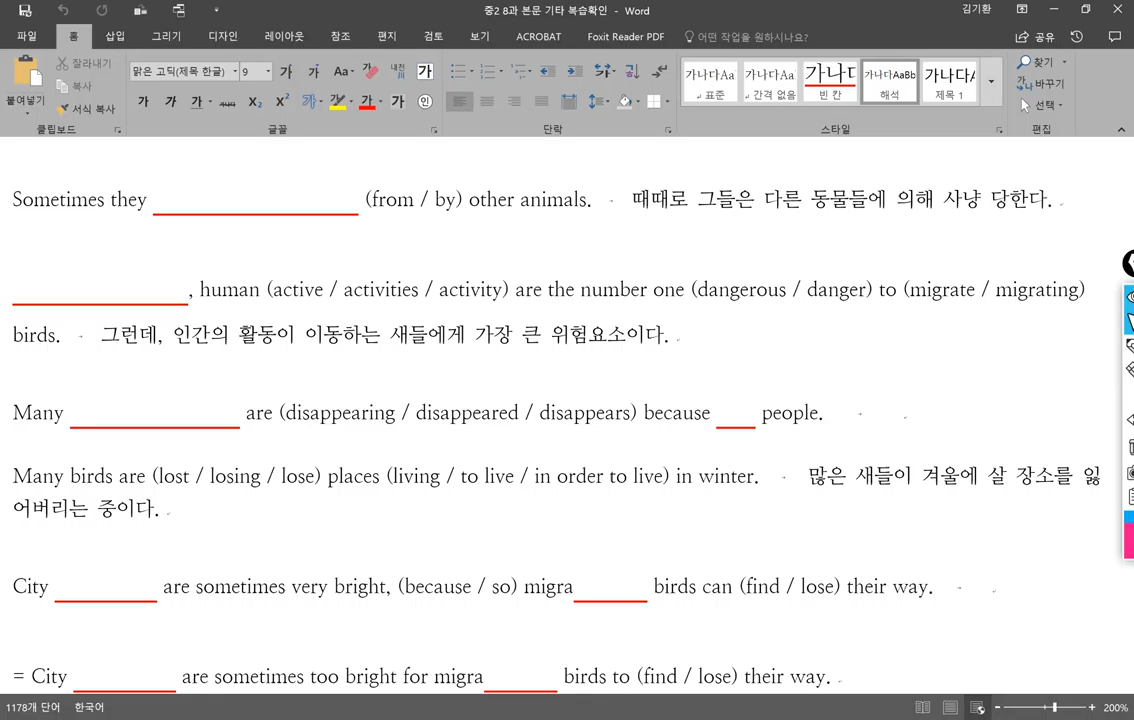 중2 8과 본문 기타 복습확인 - Word
김기환
파일 홈 삽입 그리기 디자인 레이아웃 참조 편지 검토 보기 ACROBAT Foxit Reader PDF 어떤 작업을 원하시나요? 공유
붙여넣기 잘라내기 복사 서식 복사
맑은 고딕(제목 한글) 9
가나다Aa 가나다Aa 가나다 가나다AaBb 가나다A
표준 간격 없음 빈 칸 해석 제목 1
찾기 바꾸기 선택
클립보드 글꼴 단락 스타일 편집
Sometimes they ____ (from / by) other animals. 때때로 그들은 다른 동물들에 의해 사냥 당한다.
____, human (active / activities / activity) are the number one (dangerous / danger) to (migrate / migrating)
birds. 그런데, 인간의 활동이 이동하는 새들에게 가장 큰 위험요소이다.
Many ____ are (disappearing / disappeared / disappears) because ____ people.
Many birds are (lost / losing / lose) places (living / to live / in order to live) in winter. 많은 새들이 겨울에 살 장소를 잃
어버리는 중이다.
City ____ are sometimes very bright, (because / so) migra____ birds can (find / lose) their way.
= City ____ are sometimes too bright for migra____ birds to (find / lose) their way.
1178개 단어 한국어 200%